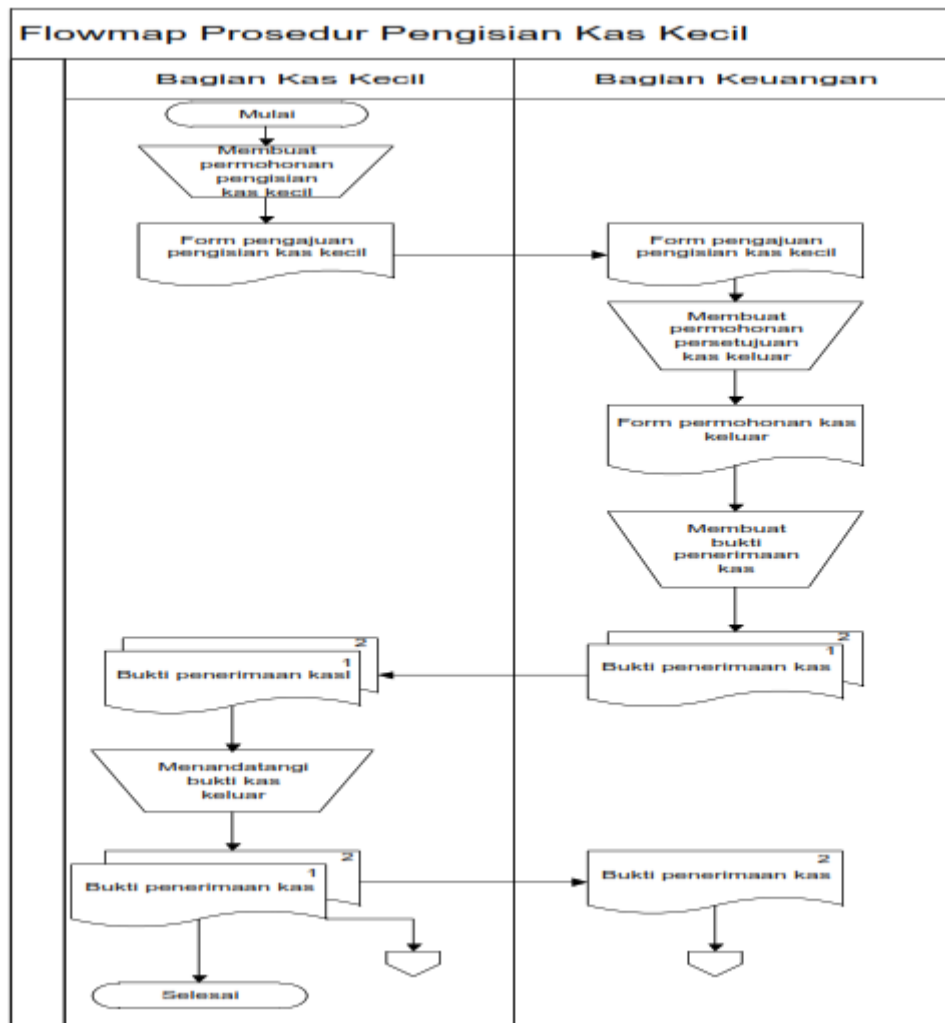 Flowmap Prosedur Pengisian Kas Kecil
Bagian Kas Kecil
Bagian Keuangan
Mulai
Membuat
permohonan
pengisian
kas kecil
Form pengajuan
pengisian kas kecil
Form pengajuan
pengisian kas kecil
Membuat
permohonan
persetujuan
kas keluar
Form permohonan kas
keluar
Membuat
bukti
penerimaan
kas
2
1
Bukti penerimaan kas
2
1
Bukti penerimaan kasl
Menandatangi
bukti kas
keluar
2
1
Bukti penerimaan kas
2
Bukti penerimaan kas
Selesai